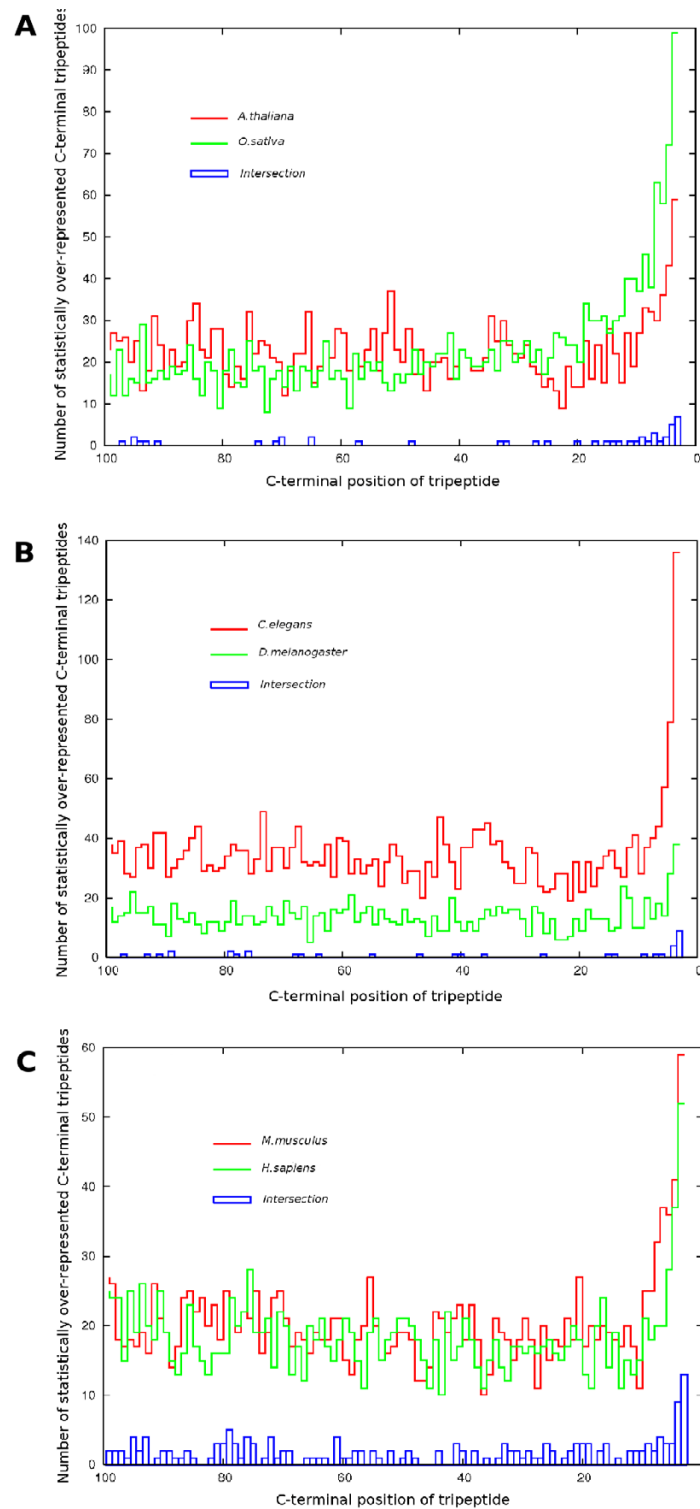 A
Number of statistically over-represented C-terminal tripeptides
100
90
80
70
60
50
40
30
20
10
0
A.thaliana
O.sativa
Intersection
100
80
60
40
20
0
C-terminal position of tripeptide
B
Number of statistically over-represented C-terminal tripeptides
140
120
100
80
60
40
20
0
C.elegans
D.melanogaster
Intersection
100
80
60
40
20
0
C-terminal position of tripeptide
C
Number of statistically over-represented C-terminal tripeptides
60
50
40
30
20
10
0
M.musculus
H.sapiens
Intersection
100
80
60
40
20
C-terminal position of tripeptide